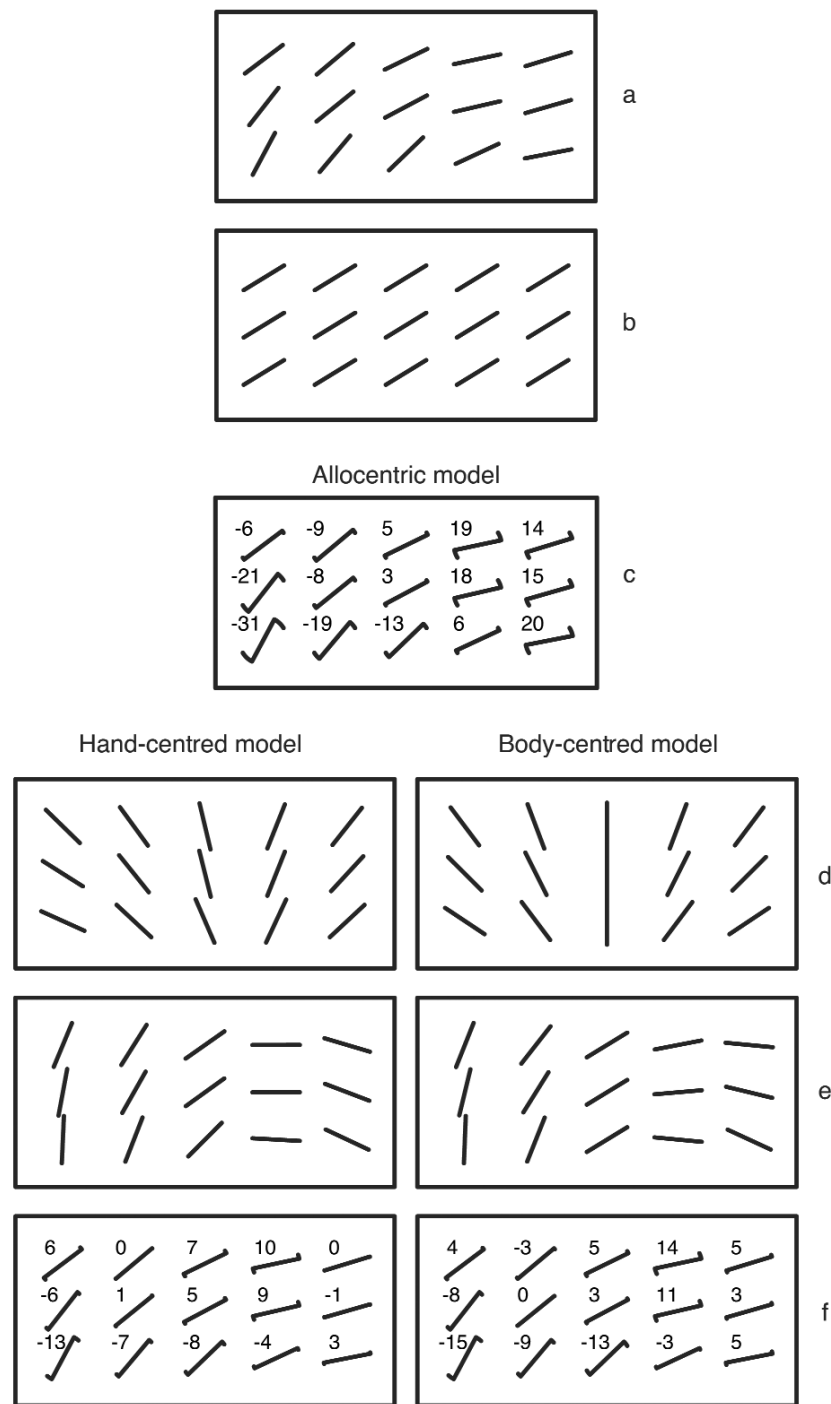 a
b
Allocentric model
-6 -9 5 19 14
-21 -8 3 18 15
c
-31 -19 -13 6 20
Hand-centred model Body-centred model
d
e
6 0 7 10 0 4 -3 5 14 5
-6 1 5 9 -1 -8 0 3 11 3
f
-13 -7 -8 -4 3 -15 -9 -13 -3 5